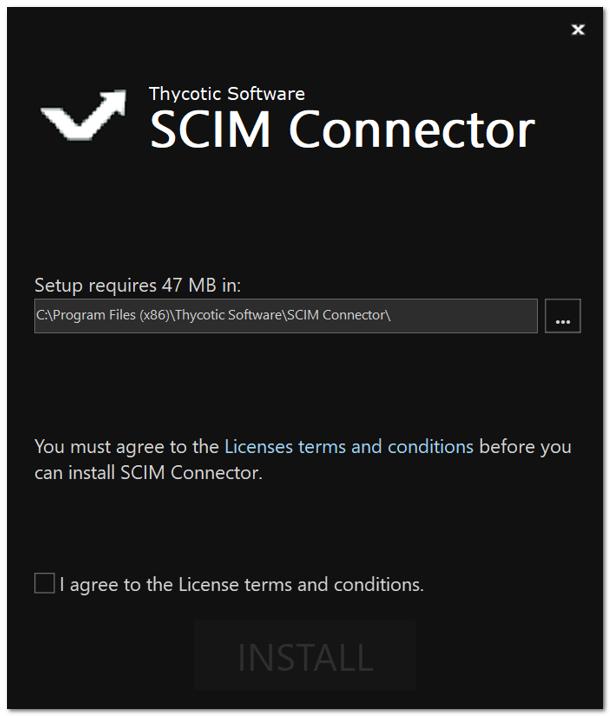 Thycotic Software
SCIM Connector
Setup requires 47 MB in:
C:\Program Files (x86)\Thycotic Software\SCIM Connector\
...
You must agree to the Licenses terms and conditions before you
can install SCIM Connector.
I agree to the License terms and conditions.
INSTALL